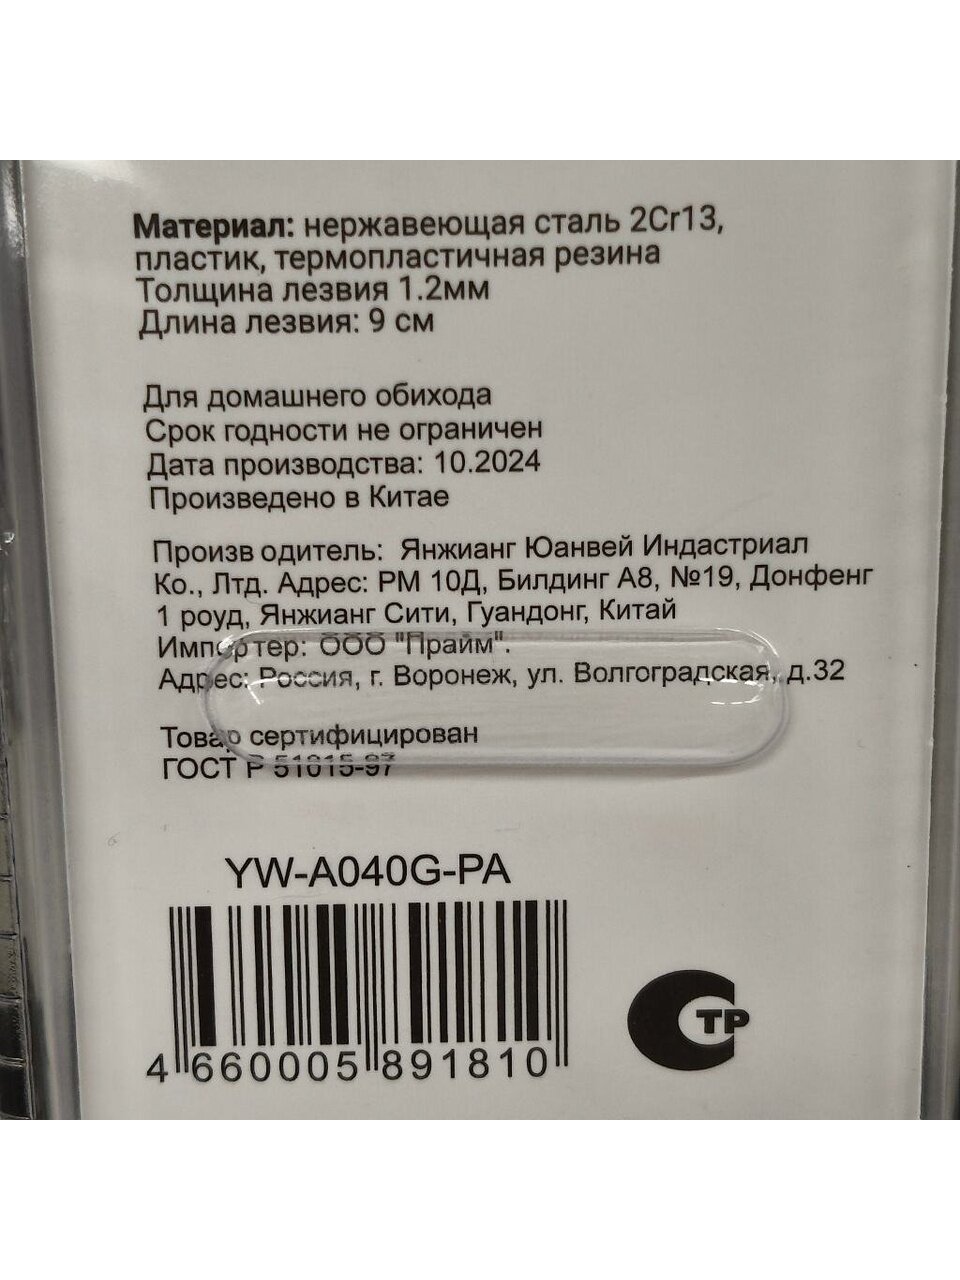 Материал: нержавеющая сталь 2Cr13,
пластик, термопластичная резина
Толщина лезвия 1.2мм
Длина лезвия: 9 см
Для домашнего обихода
Срок годности не ограничен
Дата производства: 10.2024
Произведено в Китае
Произв одитель: Янжианг Юанвей Индастриал
Ко., Лтд. Адрес: РМ 10Д, Билдинг А8, №19, Донфенг
1 роуд, Янжианг Сити, Гуандонг, Китай
Импортер: ООО "Прайм".
Адрес: Россия, г. Воронеж, ул. Волгоградская, д.32
Товар сертифицирован
ГОСТ Р 51015-97
YW-A040G-PA
4 660005 891810
СТР